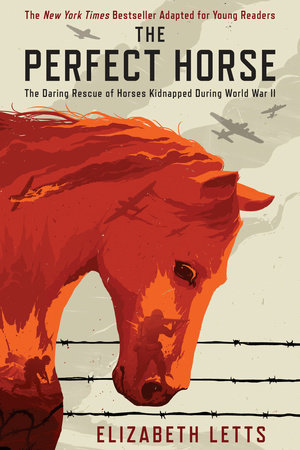 The New York Times Bestseller Adapted for Young Readers
THE
PERFECT HORSE
The Daring Rescue of Horses Kidnapped During World War II
ELIZABETH LETTS